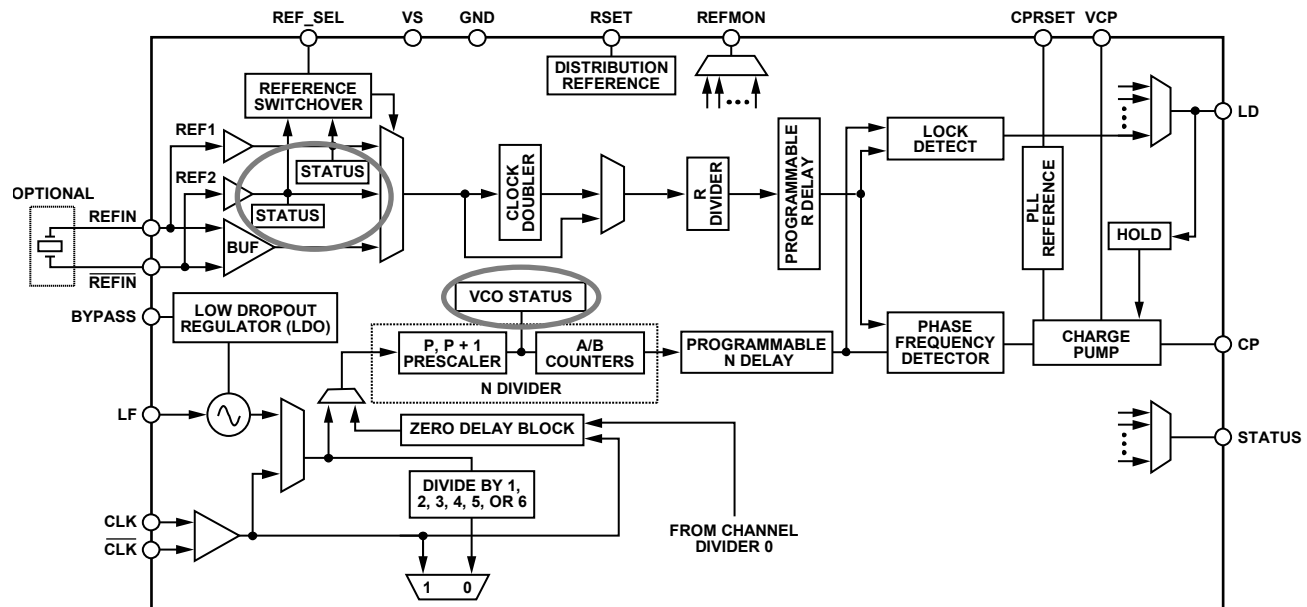 REF_SEL
VS
GND
RSET
REFMON
CPRSET
VCP
DISTRIBUTION
REFERENCE
REFERENCE
SWITCHOVER
REF1
STATUS
REF2
STATUS
BUF
OPTIONAL
REFIN
REFIN
CLOCK
DOUBLER
R
DIVIDER
PROGRAMMABLE
R DELAY
LOCK
DETECT
PLL
REFERENCE
HOLD
LD
BYPASS
LOW DROPOUT
REGULATOR (LDO)
VCO STATUS
P, P + 1
PRESCALER
A/B
COUNTERS
N DIVIDER
PROGRAMMABLE
N DELAY
PHASE
FREQUENCY
DETECTOR
CHARGE
PUMP
CP
LF
ZERO DELAY BLOCK
STATUS
DIVIDE BY 1,
2, 3, 4, 5, OR 6
CLK
CLK
FROM CHANNEL
DIVIDER 0
1 0